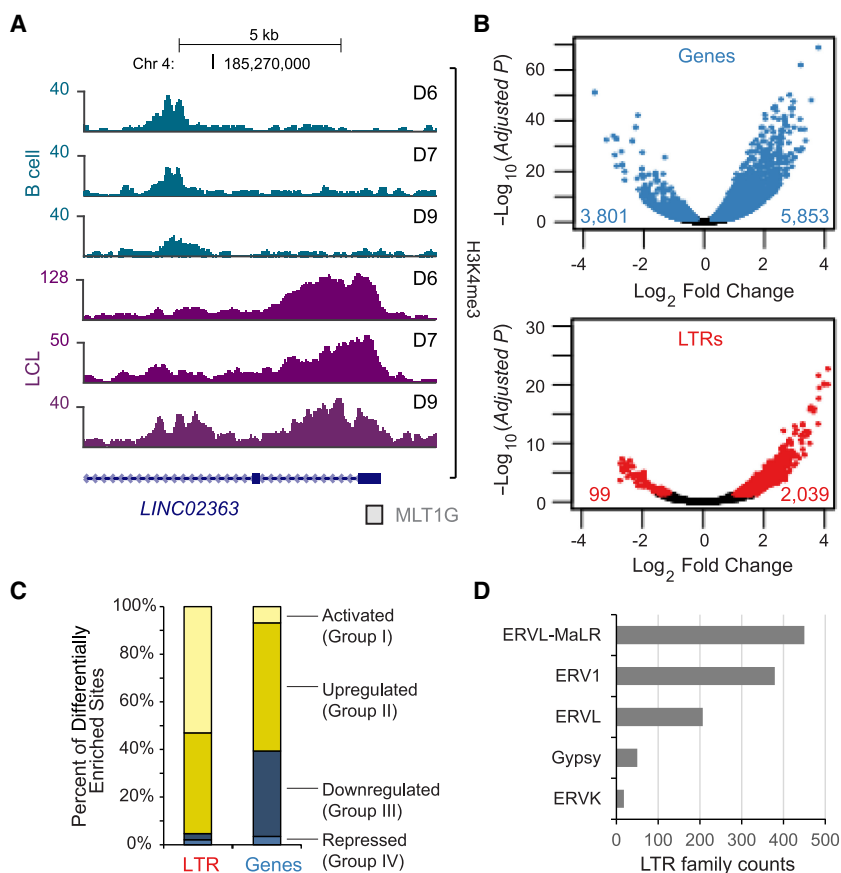 A
5 kb
Chr 4: 185,270,000
40
D6
40
D7
40
D9
B cell
128
D6
50
D7
40
D9
LCL
H3K4me3
LINC02363
MLT1G
B
Genes
−Log10(Adjusted P)
60
40
20
0
3,801
5,853
-4
-2
0
2
4
Log2 Fold Change
LTRs
−Log10(Adjusted P)
30
20
10
0
99
2,039
-4
-2
0
2
4
Log2 Fold Change
C
Percent of Differentially
Enriched Sites
100%
80%
60%
40%
20%
0%
LTR
Genes
Activated
(Group I)
Upregulated
(Group II)
Downregulated
(Group III)
Repressed
(Group IV)
D
ERVL-MaLR
ERV1
ERVL
Gypsy
ERVK
0 100 200 300 400 500
LTR family counts